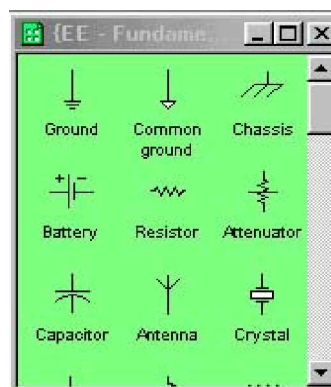 {EE - Fundame...
Ground
Common
ground
Chassis
Battery
Resistor
Attenuator
Capacitor
Antenna
Crystal